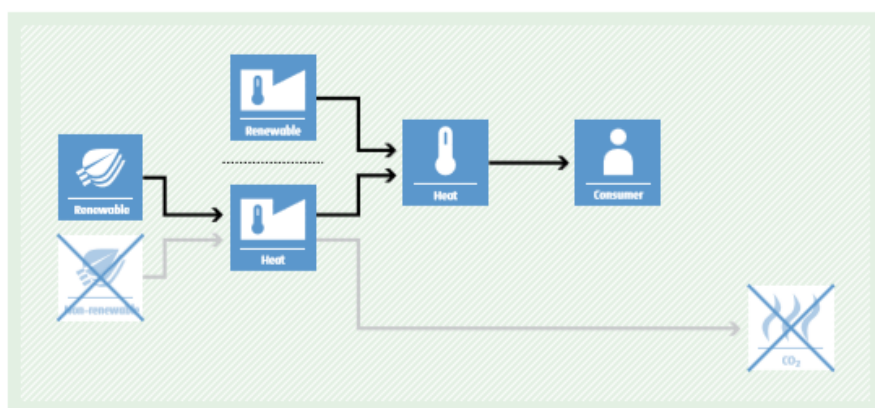 Renewable
Renewable
Heat
Consumer
Non-renewable
Heat
CO₂